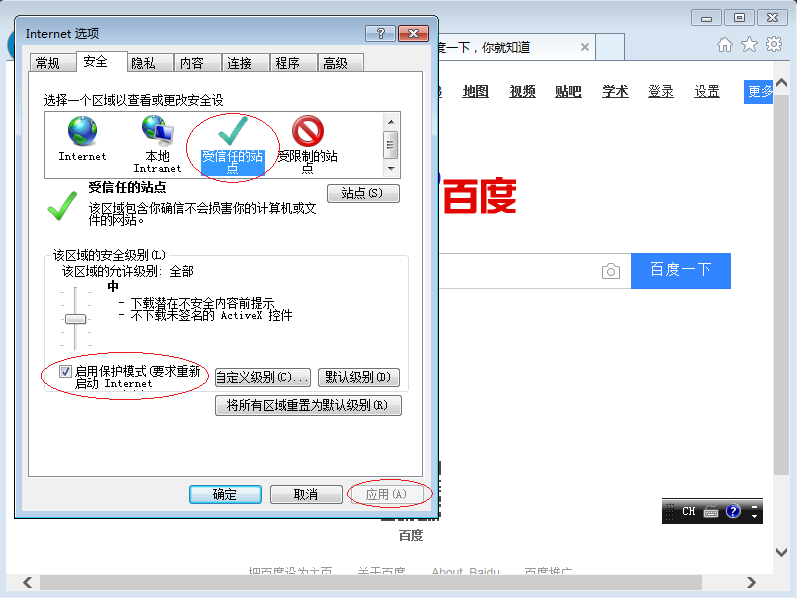 Internet 选项
常规 安全 隐私 内容 连接 程序 高级
选择一个区域以查看或更改安全设
Internet
本地
Intranet
受信任的站
点
受限制的站
点
受信任的站点
站点(S)
该区域包含你确信不会损害你的计算机或文
件的网站。
该区域的安全级别(L)
该区域的允许级别: 全部
中
- 下载潜在不安全内容前提示
- 不下载未签名的 ActiveX 控件
启用保护模式(要求重新
启动 Internet
自定义级别(C)... 默认级别(D)
将所有区域重置为默认级别(R)
确定 取消 应用(A)
度一下，你就知道
地图 视频 贴吧 学术 登录 设置 更多
百度
百度一下
CH
百度
把百度设为主页 关于百度 About Baidu 百度推广